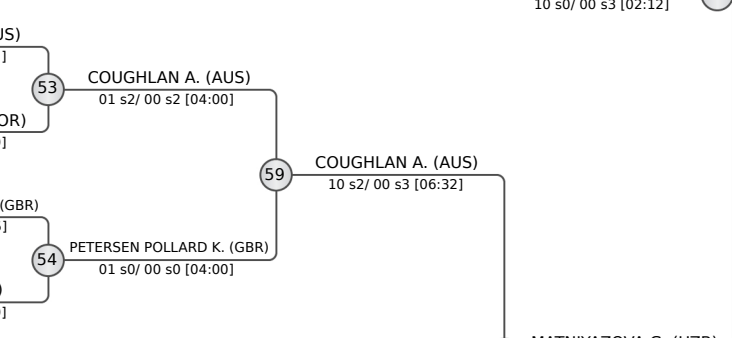 10 s0/ 00 s3 [02:12]
COUGHLAN A. (AUS)
53
01 s2/ 00 s2 [04:00]
COUGHLAN A. (AUS)
59
10 s2/ 00 s3 [06:32]
(GBR)
PETERSEN POLLARD K. (GBR)
54
01 s0/ 00 s0 [04:00]